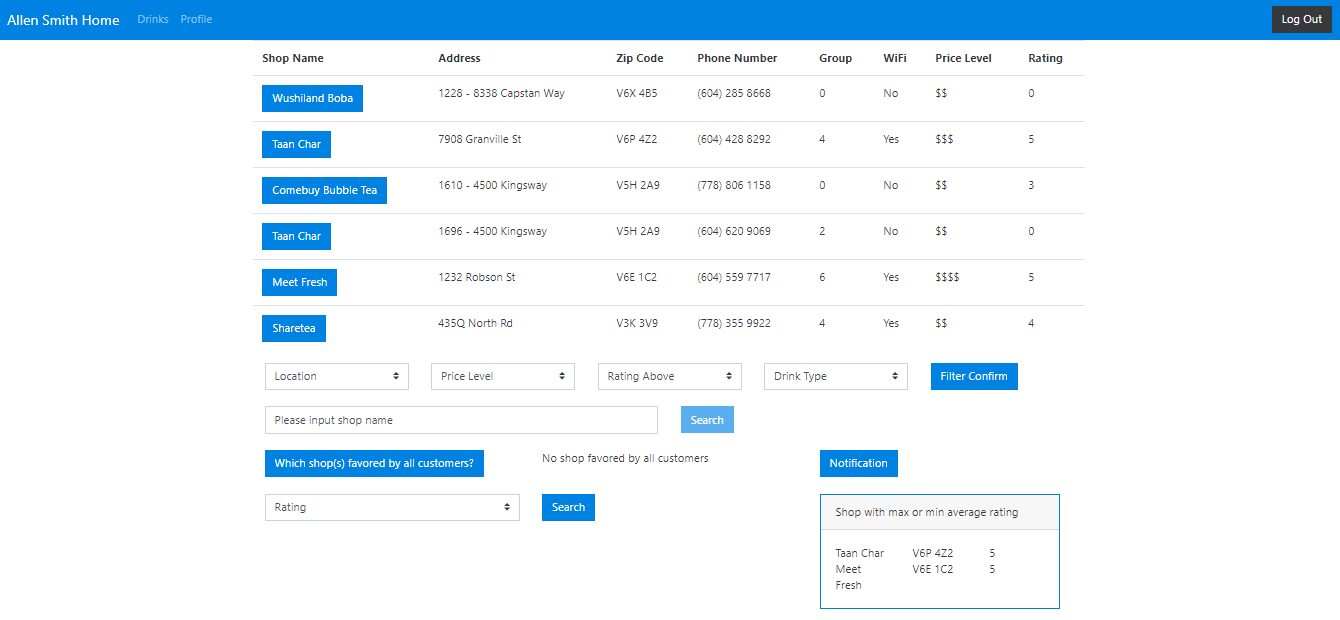 Allen Smith Home Drinks Profile Log Out
Shop Name Address Zip Code Phone Number Group WiFi Price Level Rating
Wushiland Boba 1228 - 8338 Capstan Way V6X 4B5 (604) 285 8668 0 No $$ 0
Taan Char 7908 Granville St V6P 4Z2 (604) 428 8292 4 Yes $$$ 5
Comebuy Bubble Tea 1610 - 4500 Kingsway V5H 2A9 (778) 806 1158 0 No $$ 3
Taan Char 1696 - 4500 Kingsway V5H 2A9 (604) 620 9069 2 No $$ 0
Meet Fresh 1232 Robson St V6E 1C2 (604) 559 7717 6 Yes $$$$ 5
Sharetea 435Q North Rd V3K 3V9 (778) 355 9922 4 Yes $$ 4
Location Price Level Rating Above Drink Type Filter Confirm
Please input shop name Search
Which shop(s) favored by all customers? No shop favored by all customers Notification
Rating Search
Shop with max or min average rating
Taan Char V6P 4Z2 5
Meet V6E 1C2 5
Fresh